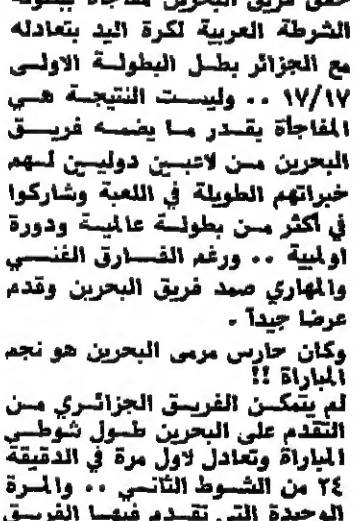 حقق فريق البحرين مفاجأة ببطولة
الشرطة العربية لكرة اليد بتعادله
مع الجزائر بطل البطولة الاولى
١٧/١٧ .. وليست النتيجة هي
المفاجأة بقدر ما يضمه فريق
البحرين من لاعبين دوليين لهم
خبراتهم الطويلة في اللعبة وشاركوا
في أكثر من بطولة عالمية ودورة
اولمبية .. ورغم الفارق الفني
والمهاري صمد فريق البحرين وقدم
عرضا جيدا .
وكان حارس مرمى البحرين هو نجم
المباراة !!
لم يتمكن الفريق الجزائري من
التقدم على البحرين طول شوطي
المباراة وتعادل لاول مرة في الدقيقة
٢٤ من الشوط الثاني .. والمرة
الوحيدة التي تقدم فيها الفريق